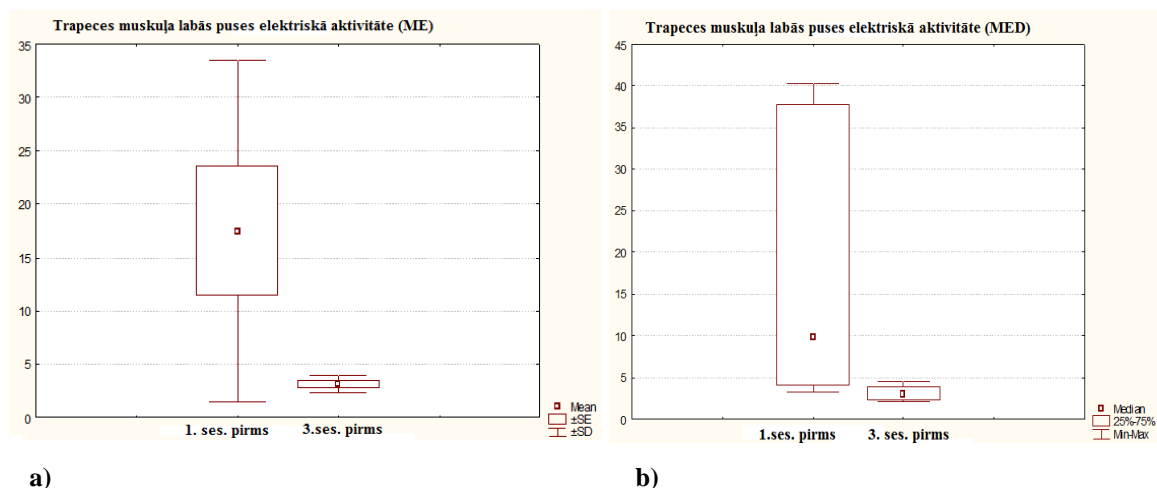 Trapeces muskuļa labās puses elektriskā aktivitāte (ME)
35
30
25
20
15
10
5
0
1. ses. pirms
3.ses. pirms
Mean
±SE
±SD
a)
Trapeces muskuļa labās puses elektriskā aktivitāte (MED)
45
40
35
30
25
20
15
10
5
0
1.ses. pirms
3. ses. pirms
Median
25%-75%
Min-Max
b)